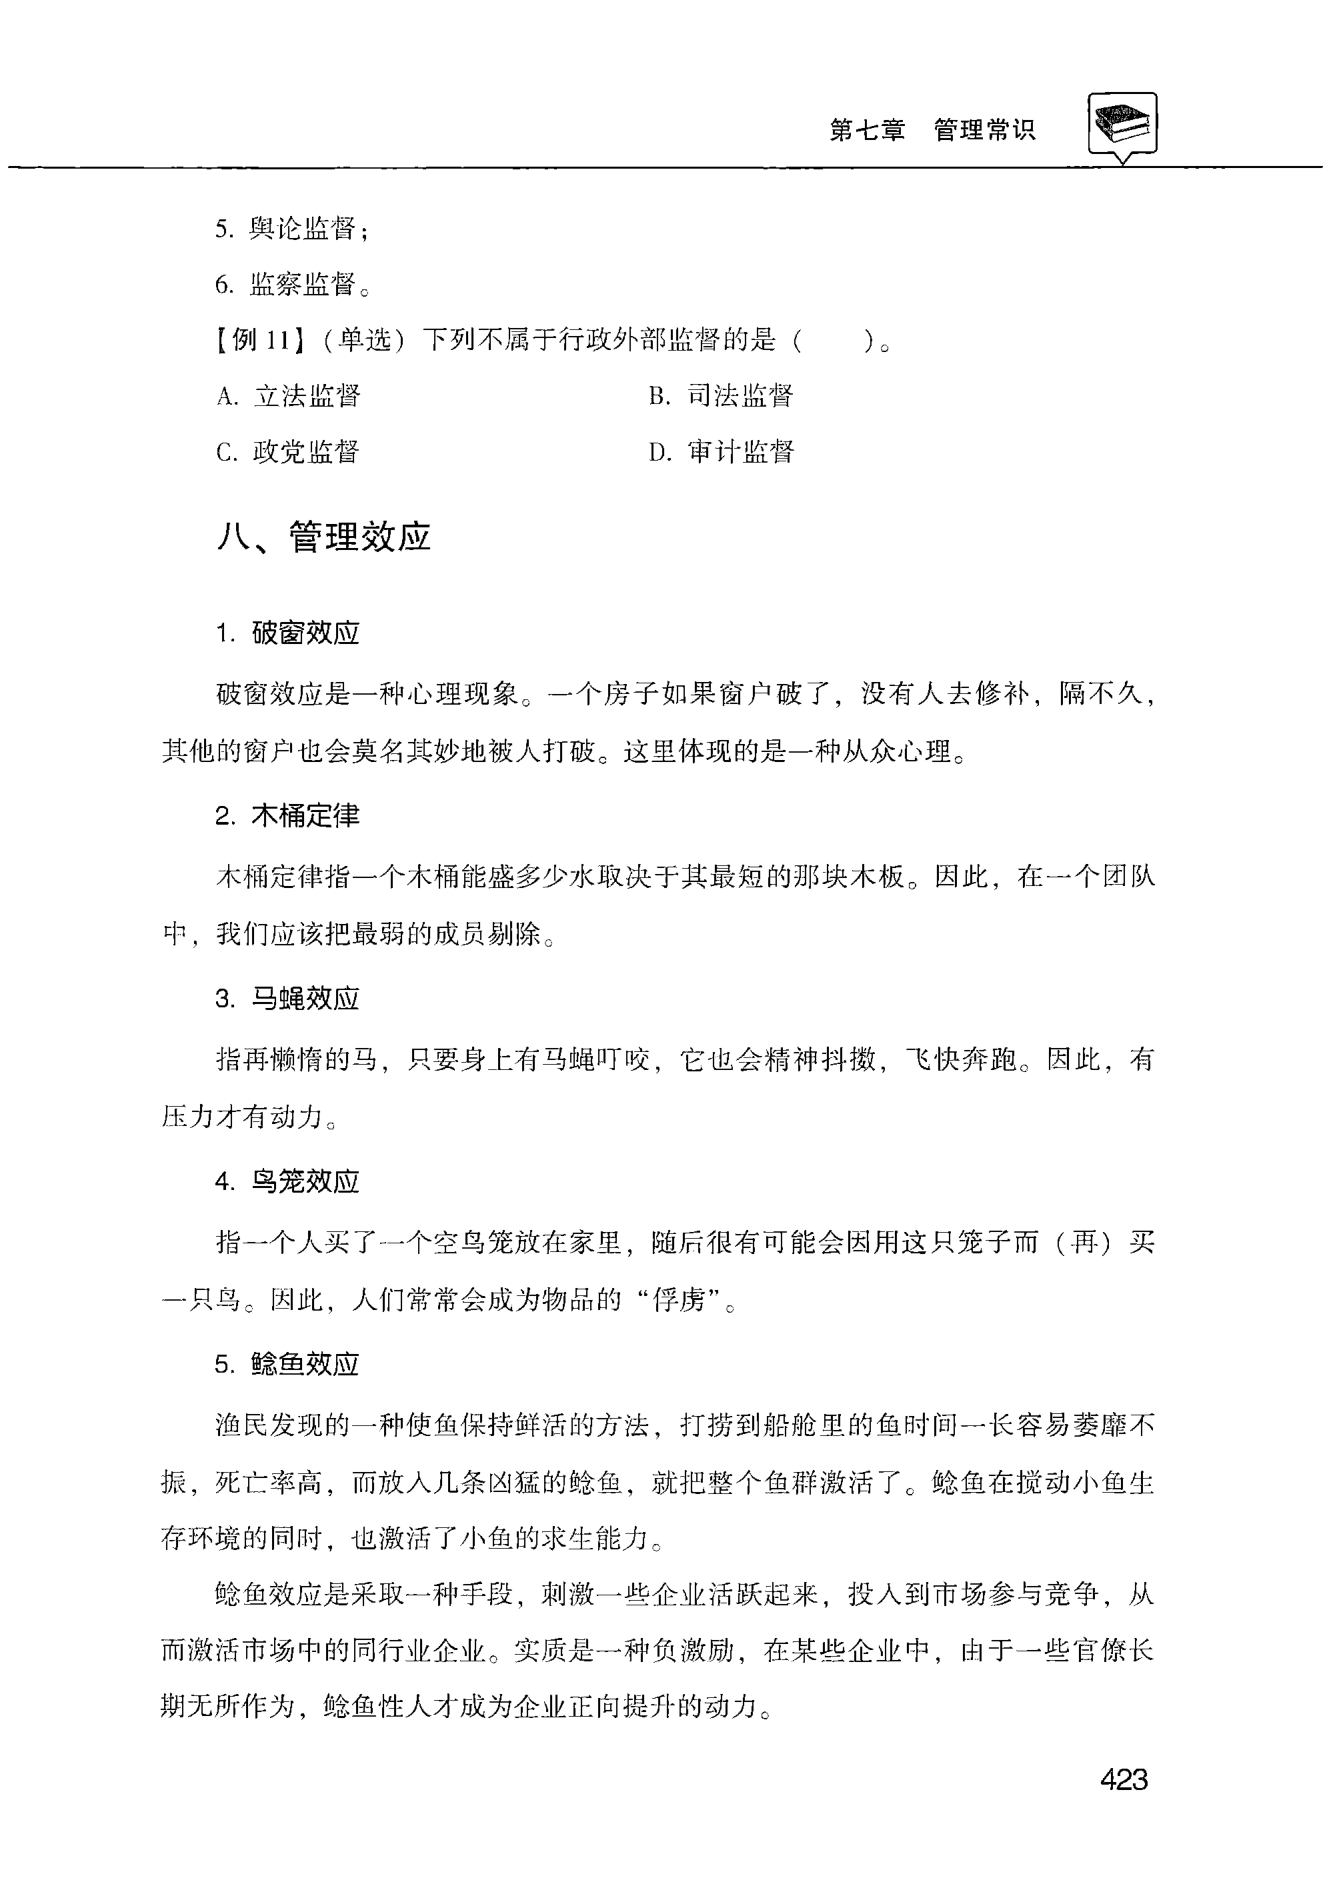 第七章 管理常识
5. 舆论监督；
6. 监察监督。
【例 11】（单选）下列不属于行政外部监督的是（  ）。
A. 立法监督 B. 司法监督
C. 政党监督 D. 审计监督
八、管理效应
1. 破窗效应
破窗效应是一种心理现象。一个房子如果窗户破了，没有人去修补，隔不久，
其他的窗户也会莫名其妙地被人打破。这里体现的是一种从众心理。
2. 木桶定律
木桶定律指一个木桶能盛多少水取决于其最短的那块木板。因此，在一个团队
中，我们应该把最弱的成员剔除。
3. 马蝇效应
指再懒惰的马，只要身上有马蝇叮咬，它也会精神抖擞，飞快奔跑。因此，有
压力才有动力。
4. 鸟笼效应
指一个人买了一个空鸟笼放在家里，随后很有可能会因用这只笼子而（再）买
一只鸟。因此，人们常常会成为物品的“俘虏”。
5. 鲶鱼效应
渔民发现的一种使鱼保持鲜活的方法，打捞到船舱里的鱼时间一长容易萎靡不
振，死亡率高，而放入几条凶猛的鲶鱼，就把整个鱼群激活了。鲶鱼在搅动小鱼生
存环境的同时，也激活了小鱼的求生能力。
鲶鱼效应是采取一种手段，刺激一些企业活跃起来，投入到市场参与竞争，从
而激活市场中的同行业企业。实质是一种负激励，在某些企业中，由于一些官僚长
期无所作为，鲶鱼性人才成为企业正向提升的动力。
423